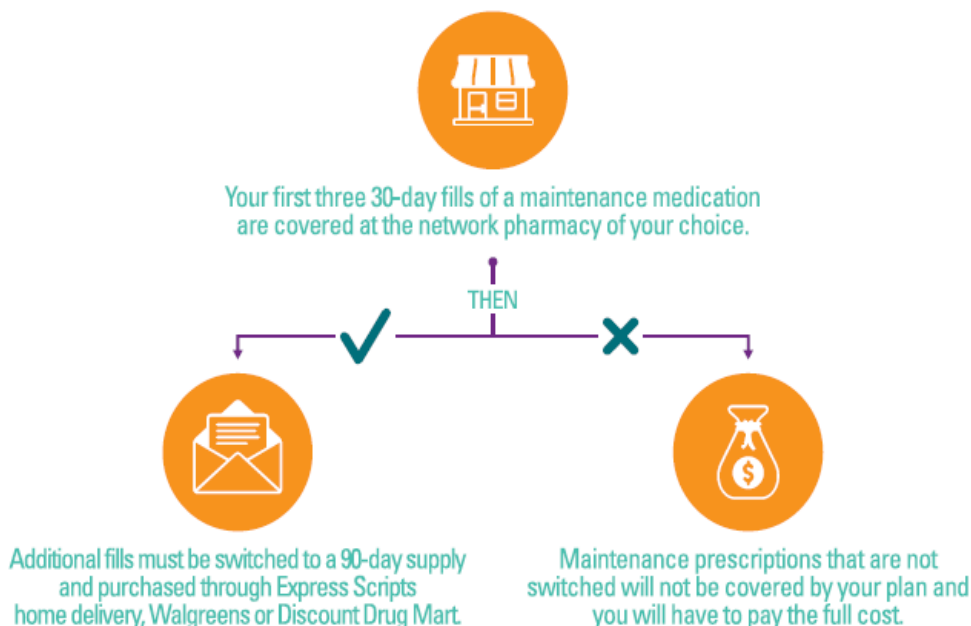 Your first three 30-day fills of a maintenance medication
are covered at the network pharmacy of your choice.
THEN
Additional fills must be switched to a 90-day supply
and purchased through Express Scripts
home delivery, Walgreens or Discount Drug Mart.
$
Maintenance prescriptions that are not
switched will not be covered by your plan and
you will have to pay the full cost.